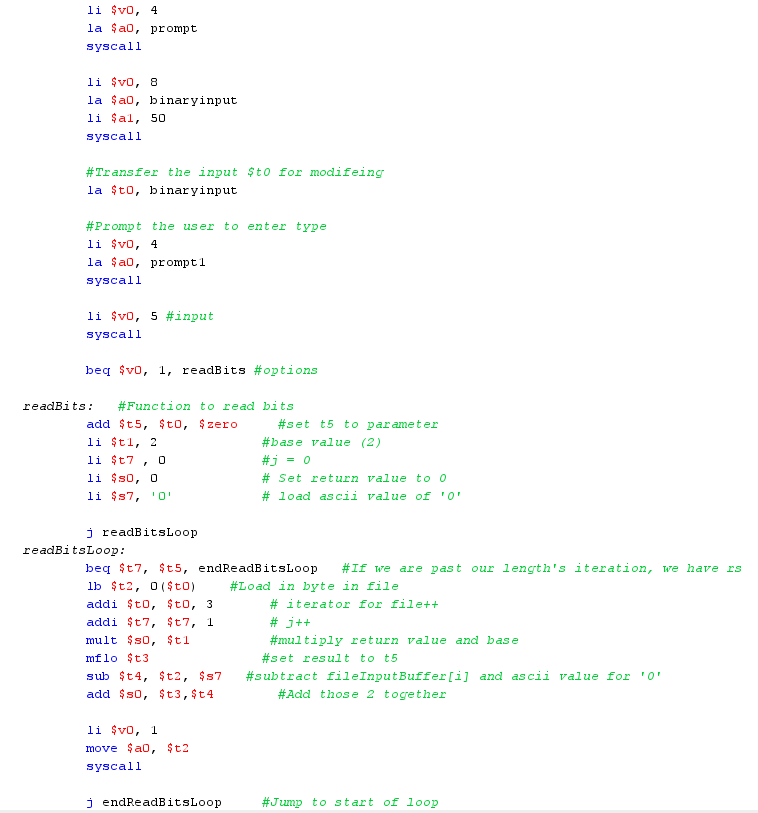 li $v0, 4
la $a0, prompt
syscall
li $v0, 8
la $a0, binaryinput
li $a1, 50
syscall
#Transfer the input $t0 for modifeing
la $t0, binaryinput
#Prompt the user to enter type
li $v0, 4
la $a0, prompt1
syscall
li $v0, 5 #input
syscall
beq $v0, 1, readBits #options
readBits: #Function to read bits
add $t5, $t0, $zero #set t5 to parameter
li $t1, 2 #base value (2)
li $t7 , 0 #j = 0
li $s0, 0 # Set return value to 0
li $s7, '0' # load ascii value of '0'
j readBitsLoop
readBitsLoop:
beq $t7, $t5, endReadBitsLoop #If we are past our length's iteration, we have rs
lb $t2, 0($t0) #Load in byte in file
addi $t0, $t0, 3 # iterator for file++
addi $t7, $t7, 1 # j++
mult $s0, $t1 #multiply return value and base
mflo $t3 #set result to t5
sub $t4, $t2, $s7 #subtract fileInputBuffer[i] and ascii value for '0'
add $s0, $t3,$t4 #Add those 2 together
li $v0, 1
move $a0, $t2
syscall
j endReadBitsLoop #Jump to start of loop